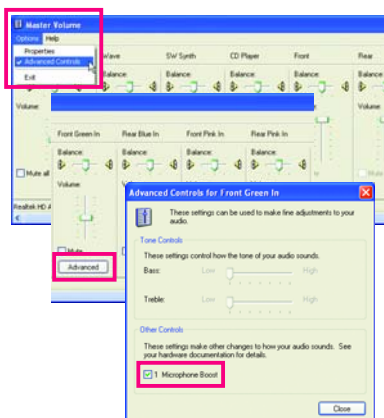 Master Volume
Options Help
Properties
Advanced Controls
Exit
Wave
SW Synth
CD Player
Front
Rear
Balance:
Balance:
Balance:
Balance:
Balance:
Volume:
Mute all
Realtek HD A
Front Green In
Rear Blue In
Front Pink In
Rear Pink In
Balance:
Balance:
Balance:
Balance:
Volume:
Mute
Advanced
Advanced Controls for Front Green In
These settings can be used to make fine adjustments to your
audio.
Tone Controls
These settings control how the tone of your audio sounds.
Bass:
Low
High
Treble:
Low
High
Other Controls
These settings make other changes to how your audio sounds. See
your hardware documentation for details.
1 Microphone Boost
Close